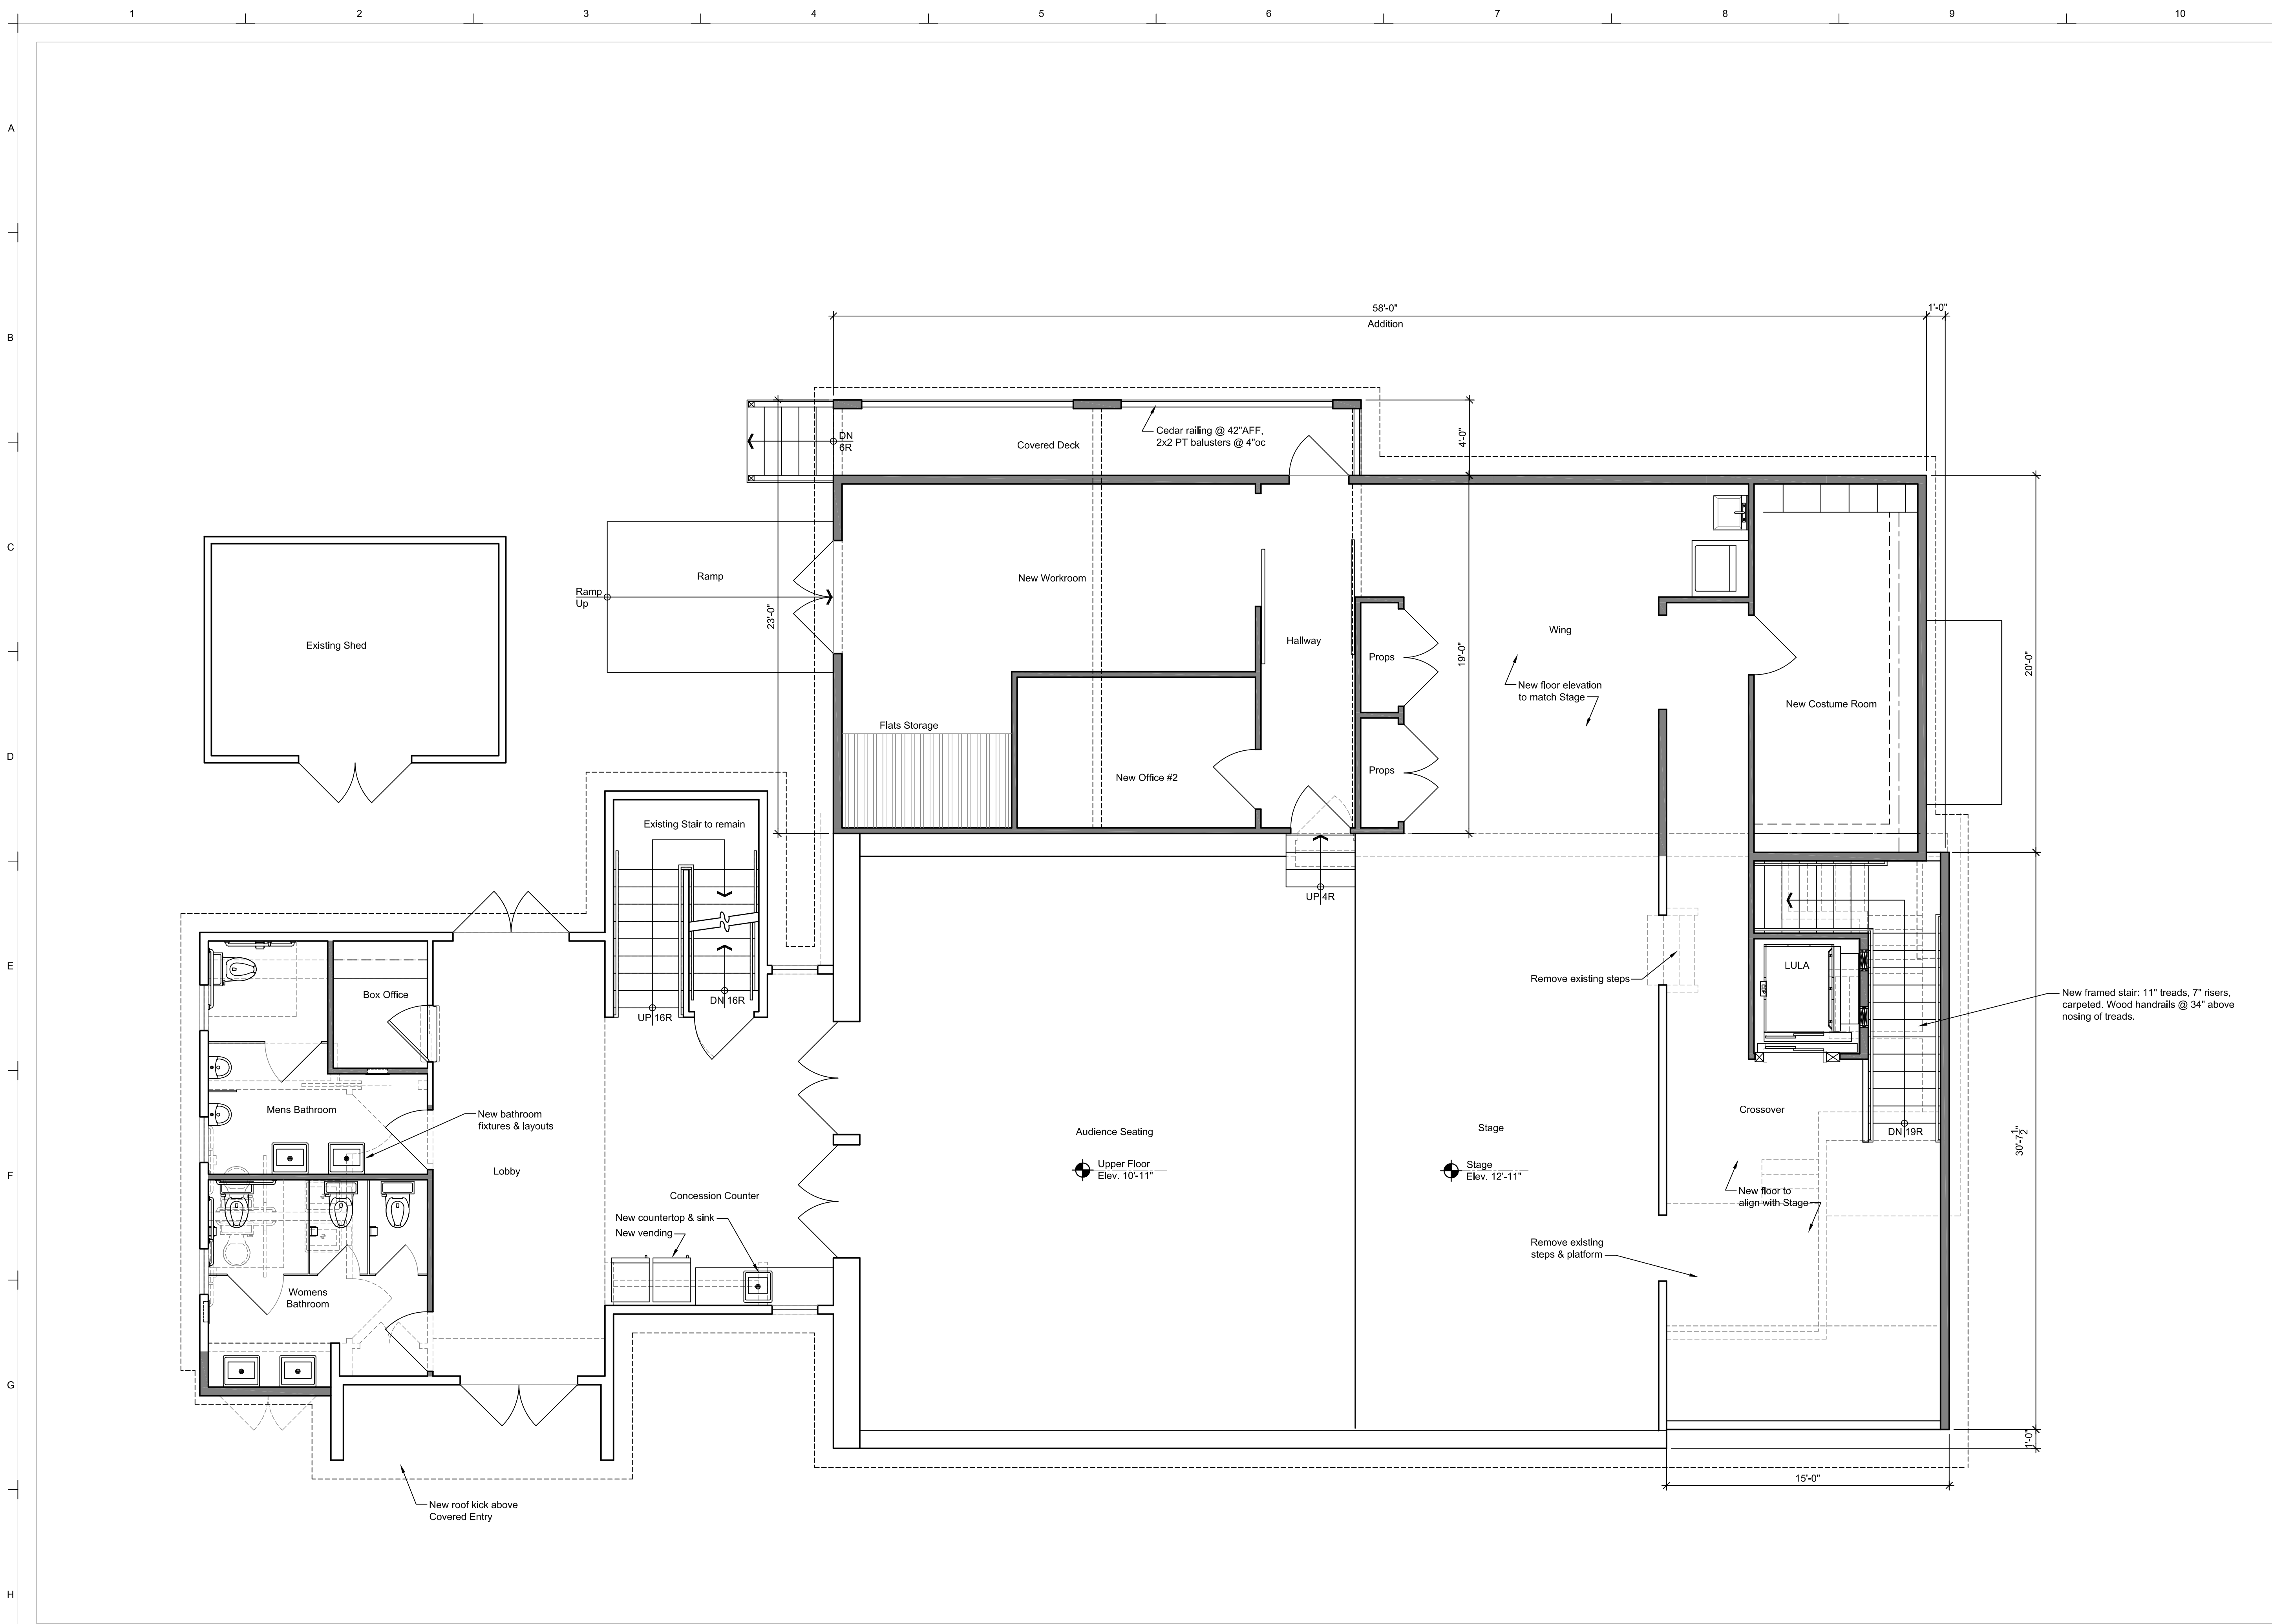 1 2 3 4 5 6 7 8 9 10
A
B
C
D
E
F
G
H
58'-0"
Addition
1'-0"
DN
6R
Covered Deck
Cedar railing @ 42"AFF,
2x2 PT balusters @ 4"oc
4'-0"
Ramp
Up
Ramp
23'-0"
New Workroom
Existing Shed
Hallway
Props
19'-0"
Wing
New floor elevation
to match Stage
New Costume Room
20'-0"
Flats Storage
New Office #2
Props
Existing Stair to remain
UP 4R
Box Office
DN 16R
UP 16R
Remove existing steps
LULA
New framed stair: 11" treads, 7" risers,
carpeted. Wood handrails @ 34" above
nosing of treads.
Mens Bathroom
New bathroom
fixtures & layouts
Lobby
Audience Seating
Upper Floor
Elev. 10'-11"
Stage
Stage
Elev. 12'-11"
Crossover
DN 19R
30'-7 1/2"
Concession Counter
New countertop & sink
New vending
New floor to
align with Stage
Remove existing
steps & platform
Womens
Bathroom
1'-0"
15'-0"
New roof kick above
Covered Entry